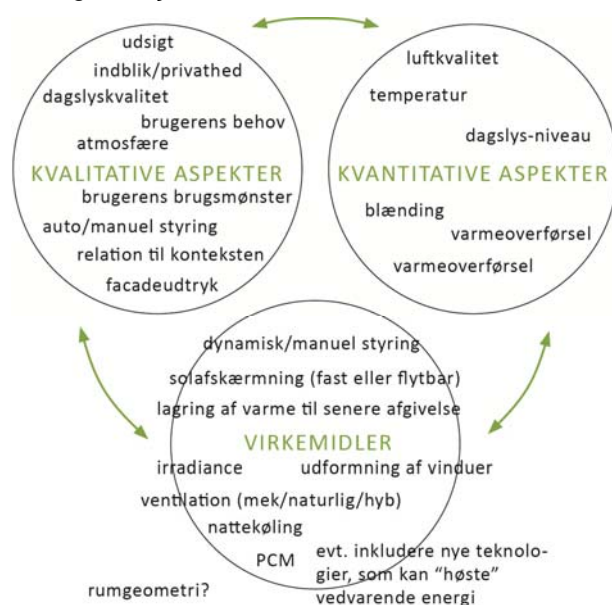 udsigt
indblik/privathed
dagslyskvalitet
brugerens behov
atmosfære
KVALITATIVE ASPEKTER
brugerens brugsmønster
auto/manuel styring
relation til konteksten
facadeudtryk
luftkvalitet
temperatur
dagslys-niveau
KVANTITATIVE ASPEKTER
blænding
varmeoverførsel
varmeoverførsel
dynamisk/manuel styring
solafskærmning (fast eller flytbar)
lagring af varme til senere afgivelse
VIRKEMIDLER
irradiance
udformning af vinduer
ventilation (mek/naturlig/hyb)
nattekøling
PCM
evt. inkludere nye teknolo-
gier, som kan “høste”
vedvarende energi
rumgeometri?